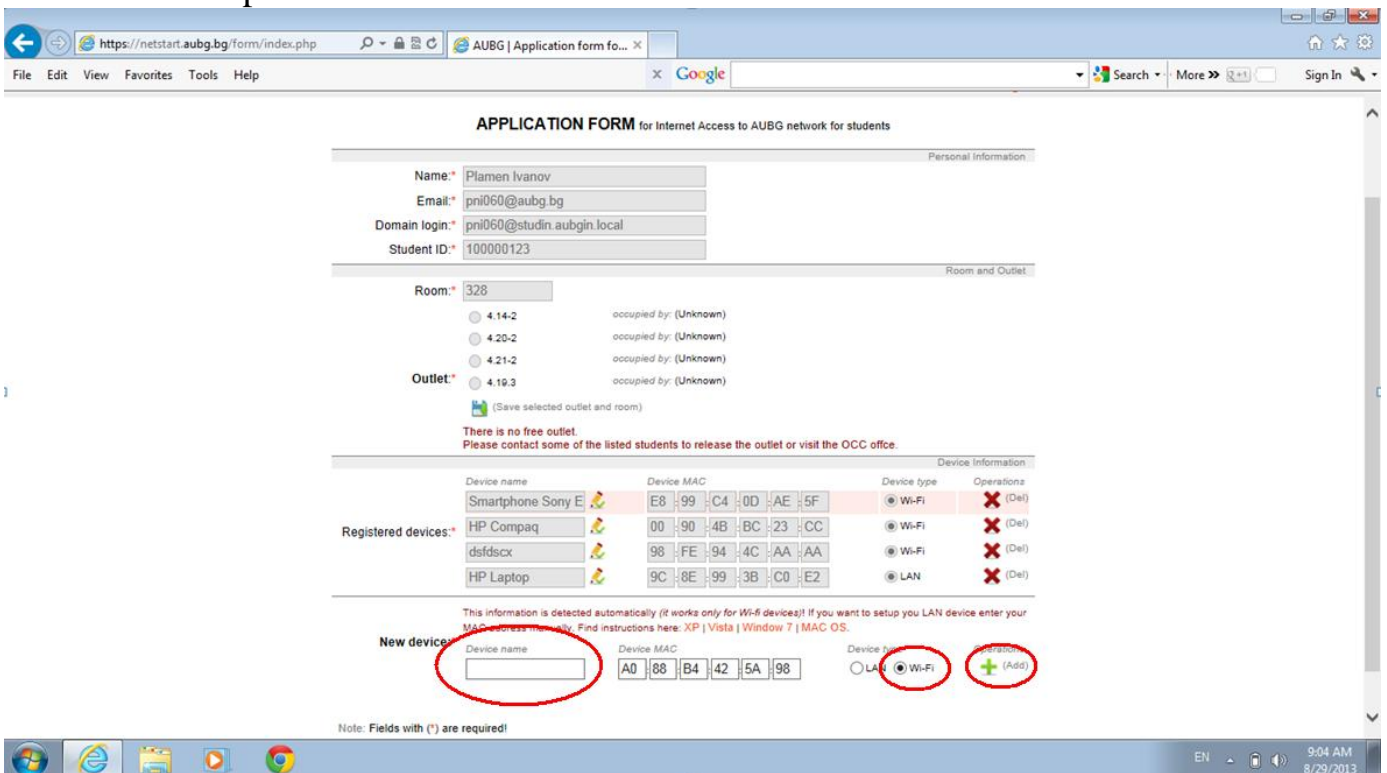 https://netstart.aubg.bg/form/index.php
AUBG | Application form fo...
File Edit View Favorites Tools Help
Google
Search
More >>
Sign In
APPLICATION FORM for Internet Access to AUBG network for students
Personal Information
Name:* Plamen Ivanov
Email:* pni060@aubg.bg
Domain login:* pni060@studin.aubgin.local
Student ID:* 100000123
Room and Outlet
Room:* 328
4.14-2 occupied by: (Unknown)
4.20-2 occupied by: (Unknown)
4.21-2 occupied by: (Unknown)
Outlet:* 4.19.3 occupied by: (Unknown)
(Save selected outlet and room)
There is no free outlet.
Please contact some of the listed students to release the outlet or visit the OCC offce.
Device Information
Device name Device MAC Device type Operations
Smartphone Sony E E8 : 99 : C4 : 0D : AE : 5F Wi-Fi (Del)
Registered devices:* HP Compaq 00 : 90 : 4B : BC : 23 : CC Wi-Fi (Del)
dsfdscx 98 : FE : 94 : 4C : AA : AA Wi-Fi (Del)
HP Laptop 9C : 8E : 99 : 3B : C0 : E2 LAN (Del)
This information is detected automatically (it works only for Wi-fi devices)! If you want to setup you LAN device enter your
MAC address manually. Find instructions here: XP | Vista | Window 7 | MAC OS.
New device:*
Device name Device MAC Device type Operations
A0 : 88 : B4 : 42 : 5A : 98 LAN Wi-Fi (Add)
Note: Fields with (*) are required!
EN
9:04 AM
8/29/2013